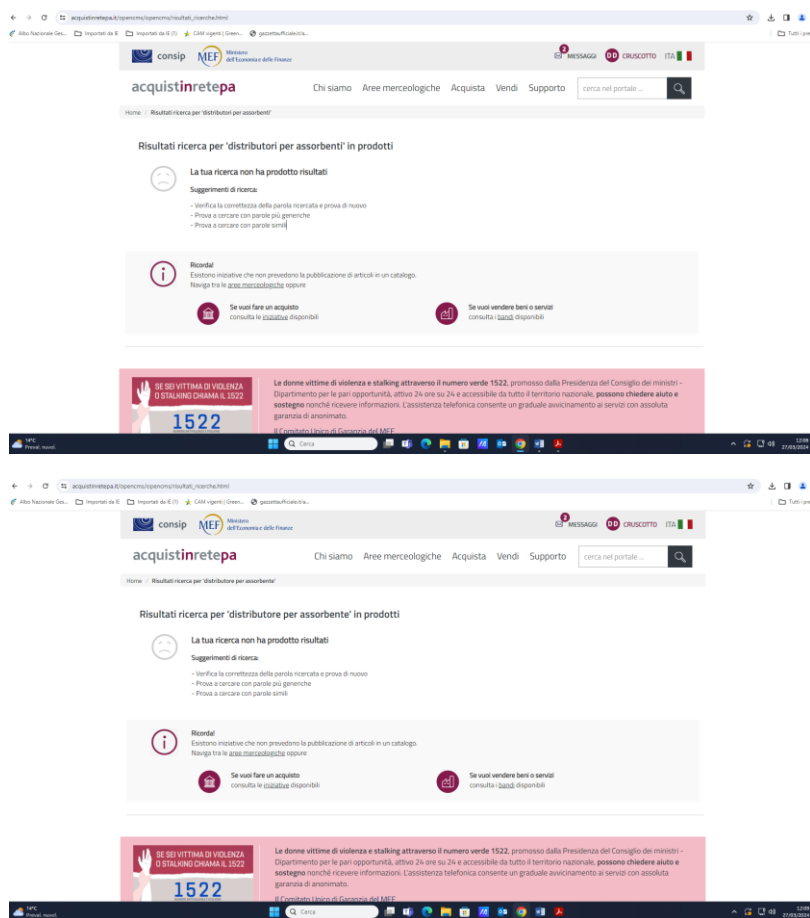 acquistinretepa.it/opencms/opencms/risultati_ricerche.html
Albo Nazionale Ges... Importati da IE Importati da IE (1) CAM vigenti | Green... gazzettaufficiale.it/a... Tutti i pre
consip MEF Ministero dell'Economia e delle Finanze 2 MESSAGGI DD CRUSCOTTO ITA
acquistinretepa Chi siamo Aree merceologiche Acquista Vendi Supporto cerca nel portale ...
Home / Risultati ricerca per 'distributori per assorbenti'
Risultati ricerca per 'distributori per assorbenti' in prodotti
La tua ricerca non ha prodotto risultati
Suggerimenti di ricerca:
- Verifica la correttezza della parola ricercata e prova di nuovo
- Prova a cercare con parole più generiche
- Prova a cercare con parole simili
Ricorda!
Esistono iniziative che non prevedono la pubblicazione di articoli in un catalogo.
Naviga tra le aree merceologiche oppure
Se vuoi fare un acquisto
consulta le iniziative disponibili
Se vuoi vendere beni o servizi
consulta i bandi disponibili
SE SEI VITTIMA DI VIOLENZA
O STALKING CHIAMA IL 1522
1522
Le donne vittime di violenza e stalking attraverso il numero verde 1522, promosso dalla Presidenza del Consiglio dei ministri -
Dipartimento per le pari opportunità, attivo 24 ore su 24 e accessibile da tutto il territorio nazionale, possono chiedere aiuto e
sostegno nonché ricevere informazioni. L'assistenza telefonica consente un graduale avvicinamento ai servizi con assoluta
garanzia di anonimato.
Il Comitato Unico di Garanzia del MEF
14°C
Preval. nuvol.
Cerca
12:08
27/03/2024
acquistinretepa.it/opencms/opencms/risultati_ricerche.html
Albo Nazionale Ges... Importati da IE Importati da IE (1) CAM vigenti | Green... gazzettaufficiale.it/a... Tutti i pre
consip MEF Ministero dell'Economia e delle Finanze 2 MESSAGGI DD CRUSCOTTO ITA
acquistinretepa Chi siamo Aree merceologiche Acquista Vendi Supporto cerca nel portale ...
Home / Risultati ricerca per 'distributore per assorbente'
Risultati ricerca per 'distributore per assorbente' in prodotti
La tua ricerca non ha prodotto risultati
Suggerimenti di ricerca:
- Verifica la correttezza della parola ricercata e prova di nuovo
- Prova a cercare con parole più generiche
- Prova a cercare con parole simili
Ricorda!
Esistono iniziative che non prevedono la pubblicazione di articoli in un catalogo.
Naviga tra le aree merceologiche oppure
Se vuoi fare un acquisto
consulta le iniziative disponibili
Se vuoi vendere beni o servizi
consulta i bandi disponibili
SE SEI VITTIMA DI VIOLENZA
O STALKING CHIAMA IL 1522
1522
Le donne vittime di violenza e stalking attraverso il numero verde 1522, promosso dalla Presidenza del Consiglio dei ministri -
Dipartimento per le pari opportunità, attivo 24 ore su 24 e accessibile da tutto il territorio nazionale, possono chiedere aiuto e
sostegno nonché ricevere informazioni. L'assistenza telefonica consente un graduale avvicinamento ai servizi con assoluta
garanzia di anonimato.
Il Comitato Unico di Garanzia del MEF
14°C
Preval. nuvol.
Cerca
27/03/2024